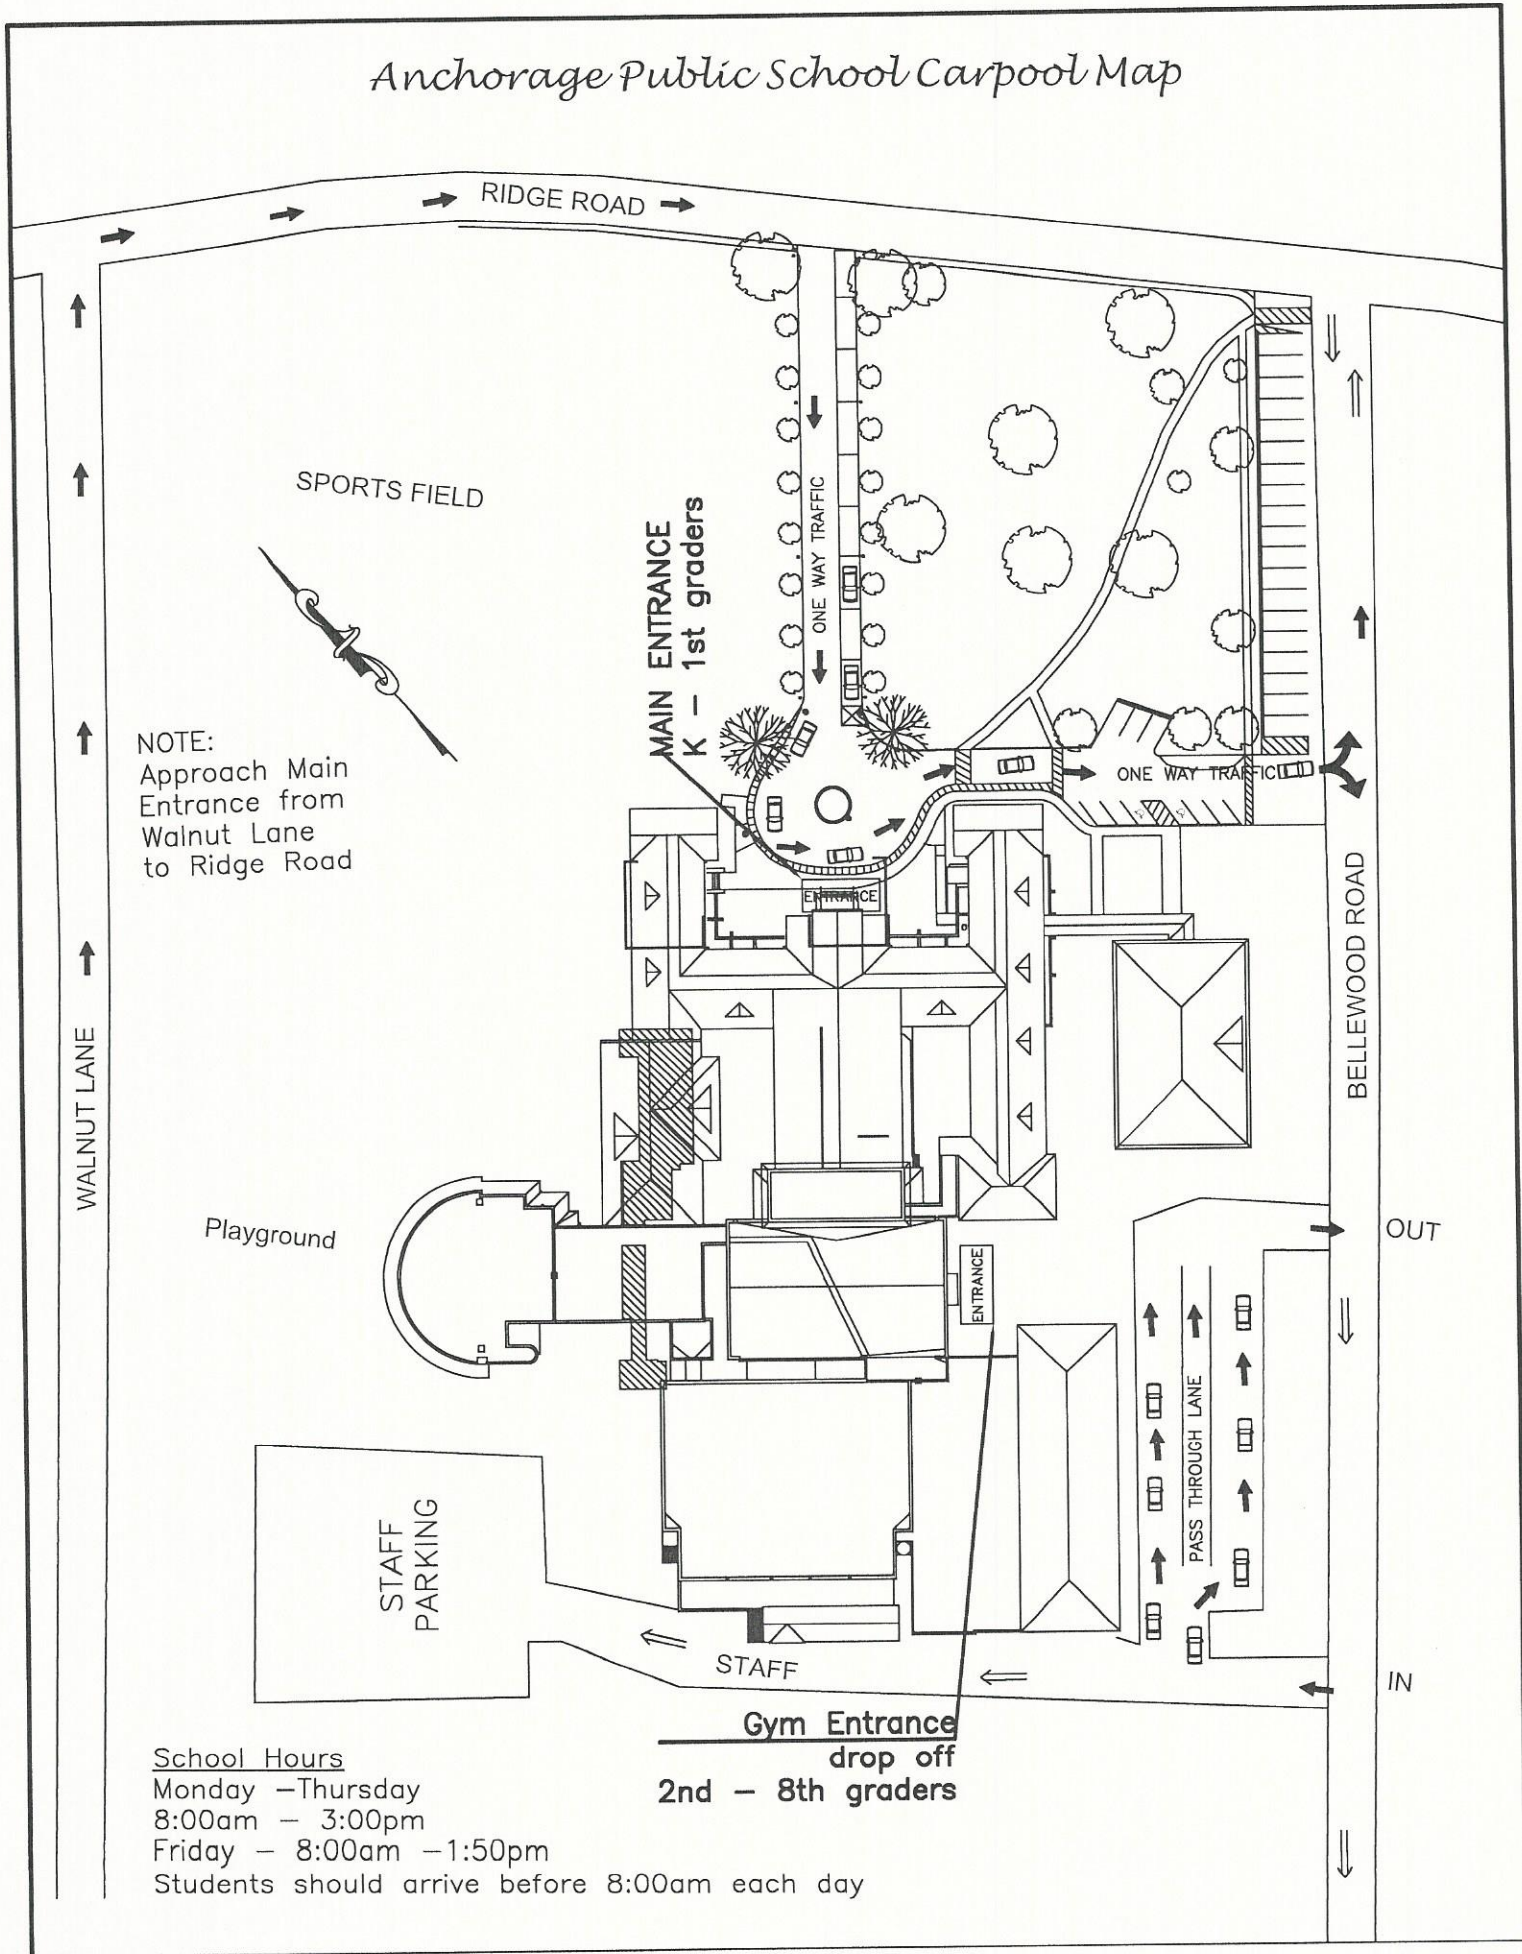 Anchorage Public School Carpool Map
RIDGE ROAD
SPORTS FIELD
MAIN ENTRANCE
K – 1st graders
ONE WAY TRAFFIC
NOTE:
Approach Main
Entrance from
Walnut Lane
to Ridge Road
ONE WAY TRAFFIC
ENTRANCE
BELLEWOOD ROAD
WALNUT LANE
Playground
OUT
ENTRANCE
PASS THROUGH LANE
STAFF
PARKING
STAFF
IN
Gym Entrance
drop off
2nd – 8th graders
School Hours
Monday –Thursday
8:00am – 3:00pm
Friday – 8:00am –1:50pm
Students should arrive before 8:00am each day